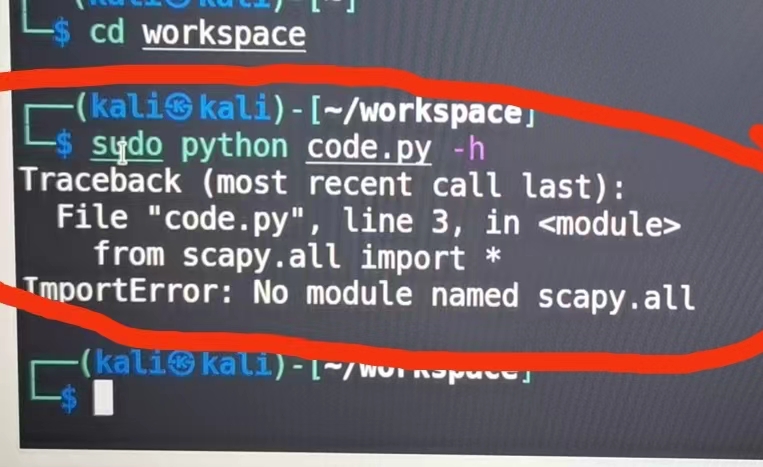 (kali㉿kali)-[~]
$ cd workspace
(kali㉿kali)-[~/workspace]
$ sudo python code.py -h
Traceback (most recent call last):
File "code.py", line 3, in <module>
from scapy.all import *
ImportError: No module named scapy.all
(kali㉿kali)-[~/workspace]
$